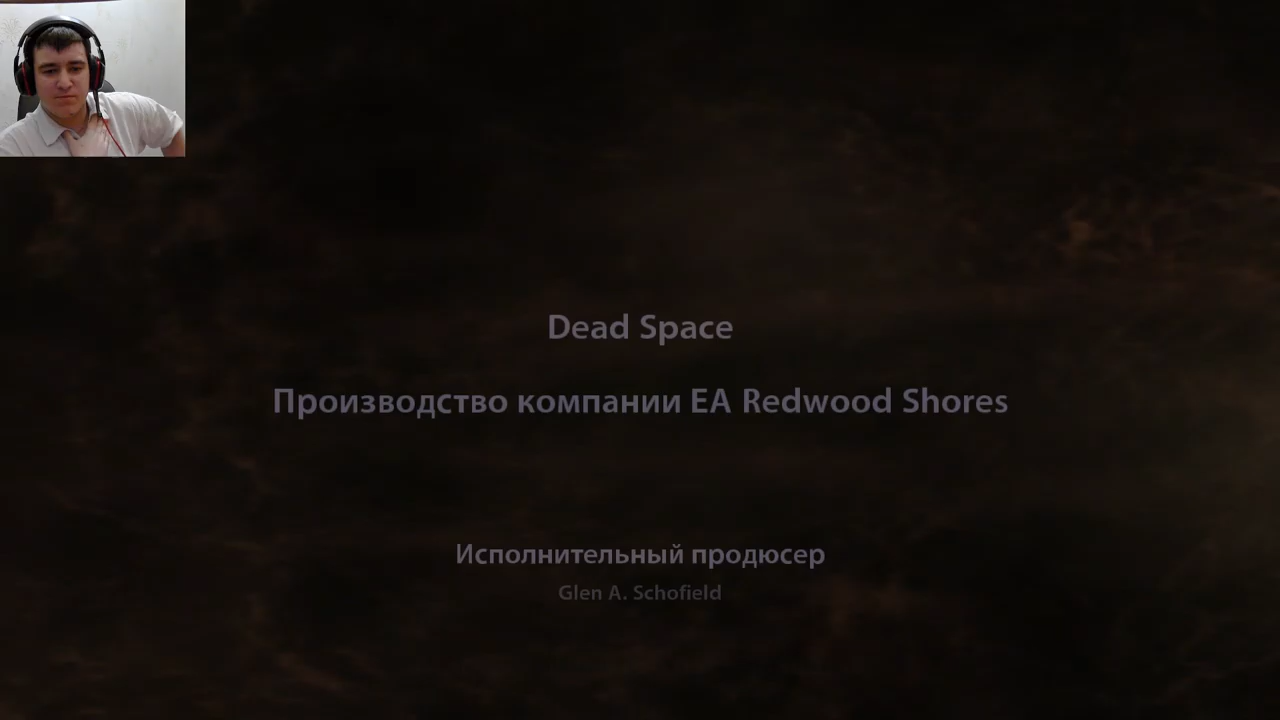 Dead Space
Производство компании EA Redwood Shores
Исполнительный продюсер
Glen A. Schofield